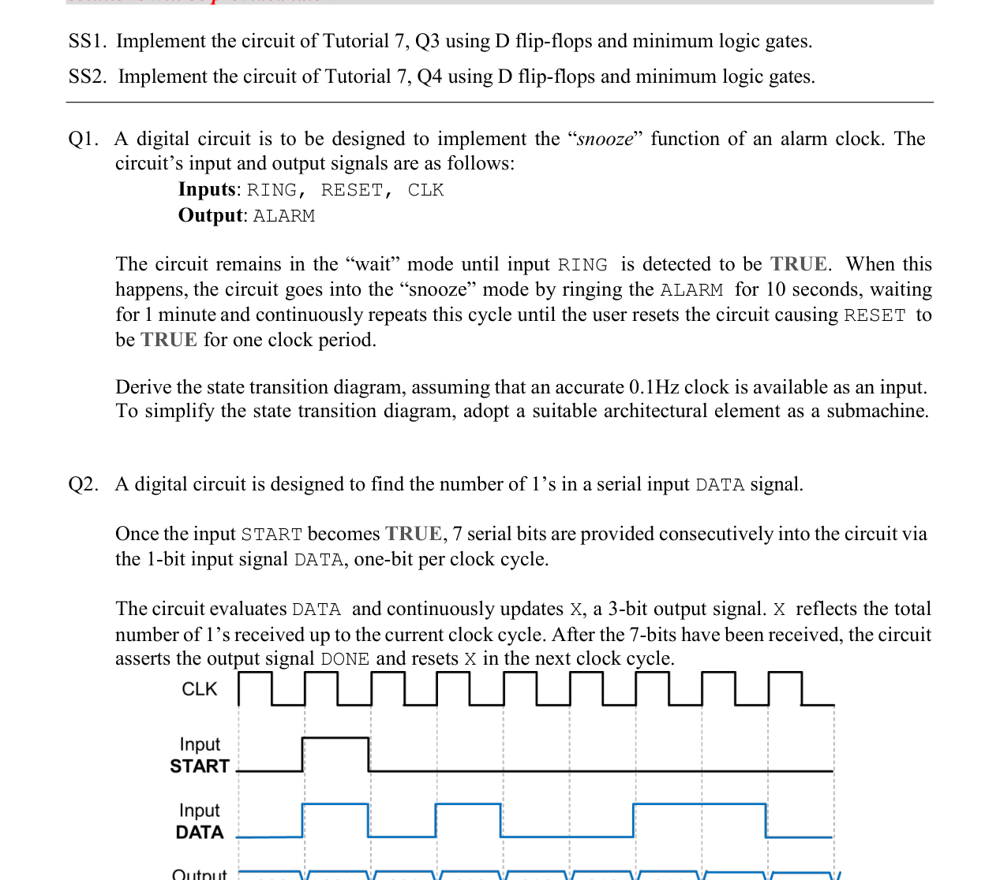 SS1. Implement the circuit of Tutorial 7, Q3 using D flip-flops and minimum logic gates.
SS2. Implement the circuit of Tutorial 7, Q4 using D flip-flops and minimum logic gates.
Q1. A digital circuit is to be designed to implement the “snooze” function of an alarm clock. The
circuit’s input and output signals are as follows:
Inputs: RING, RESET, CLK
Output: ALARM
The circuit remains in the “wait” mode until input RING is detected to be TRUE. When this
happens, the circuit goes into the “snooze” mode by ringing the ALARM for 10 seconds, waiting
for 1 minute and continuously repeats this cycle until the user resets the circuit causing RESET to
be TRUE for one clock period.
Derive the state transition diagram, assuming that an accurate 0.1Hz clock is available as an input.
To simplify the state transition diagram, adopt a suitable architectural element as a submachine.
Q2. A digital circuit is designed to find the number of 1’s in a serial input DATA signal.
Once the input START becomes TRUE, 7 serial bits are provided consecutively into the circuit via
the 1-bit input signal DATA, one-bit per clock cycle.
The circuit evaluates DATA and continuously updates X, a 3-bit output signal. X reflects the total
number of 1’s received up to the current clock cycle. After the 7-bits have been received, the circuit
asserts the output signal DONE and resets X in the next clock cycle.
CLK
Input
START
Input
DATA
Output